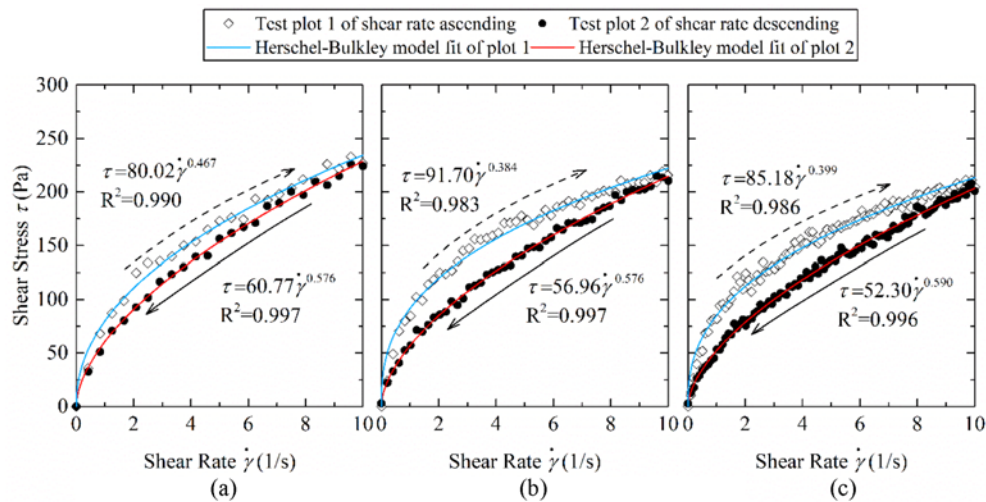 Test plot 1 of shear rate ascending
Test plot 2 of shear rate descending
Herschel-Bulkley model fit of plot 1
Herschel-Bulkley model fit of plot 2
Shear Stress τ (Pa)
300
250
200
150
100
50
0
τ=80.02γ̇^0.467
R²=0.990
τ=60.77γ̇^0.576
R²=0.997
0 2 4 6 8 10
Shear Rate γ̇ (1/s)
(a)
τ=91.70γ̇^0.384
R²=0.983
τ=56.96γ̇^0.576
R²=0.997
0 2 4 6 8 10
Shear Rate γ̇ (1/s)
(b)
τ=85.18γ̇^0.399
R²=0.986
τ=52.30γ̇^0.590
R²=0.996
0 2 4 6 8 10
Shear Rate γ̇ (1/s)
(c)